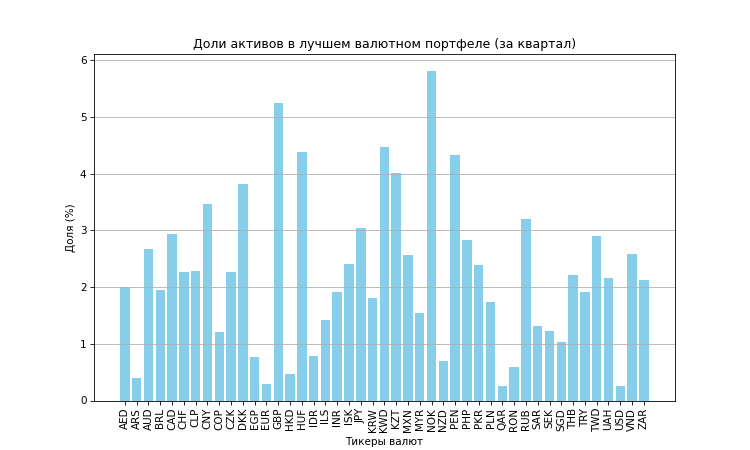 Доли активов в лучшем валютном портфеле (за квартал)
Доля (%)
6
5
4
3
2
1
0
AED ARS AUD BRL CAD CHF CLP CNY COP CZK DKK EGP EUR GBP HKD HUF IDR ILS INR ISK JPY KRW KWD KZT MXN MYR NOK NZD PEN PHP PKR PLN QAR RON RUB SAR SEK SGD THB TRY TWD UAH USD VND ZAR
Тикеры валют